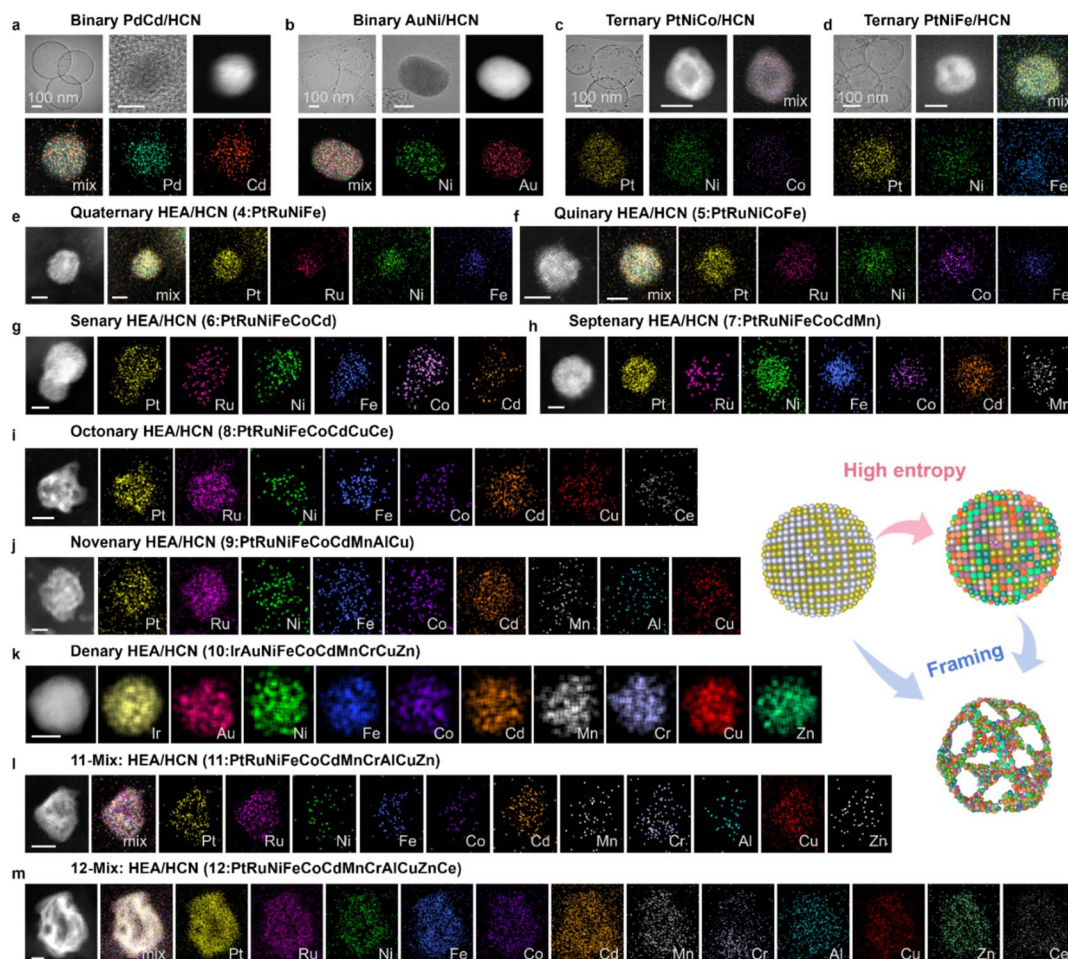 a Binary PdCd/HCN
100 nm
mix Pd Cd
b Binary AuNi/HCN
100 nm
mix Ni Au
c Ternary PtNiCo/HCN
100 nm
mix
Pt Ni Co
d Ternary PtNiFe/HCN
100 nm
mix
Pt Ni Fe
e Quaternary HEA/HCN (4:PtRuNiFe)
mix Pt Ru Ni Fe
f Quinary HEA/HCN (5:PtRuNiCoFe)
mix Pt Ru Ni Co Fe
g Senary HEA/HCN (6:PtRuNiFeCoCd)
Pt Ru Ni Fe Co Cd
h Septenary HEA/HCN (7:PtRuNiFeCoCdMn)
Pt Ru Ni Fe Co Cd Mn
i Octonary HEA/HCN (8:PtRuNiFeCoCdCuCe)
Pt Ru Ni Fe Co Cd Cu Ce
j Novenary HEA/HCN (9:PtRuNiFeCoCdMnAlCu)
Pt Ru Ni Fe Co Cd Mn Al Cu
k Denary HEA/HCN (10:IrAuNiFeCoCdMnCrCuZn)
Ir Au Ni Fe Co Cd Mn Cr Cu Zn
l 11-Mix: HEA/HCN (11:PtRuNiFeCoCdMnCrAlCuZn)
mix Pt Ru Ni Fe Co Cd Mn Cr Al Cu Zn
m 12-Mix: HEA/HCN (12:PtRuNiFeCoCdMnCrAlCuZnCe)
mix Pt Ru Ni Fe Co Cd Mn Cr Al Cu Zn Ce
High entropy
Framing